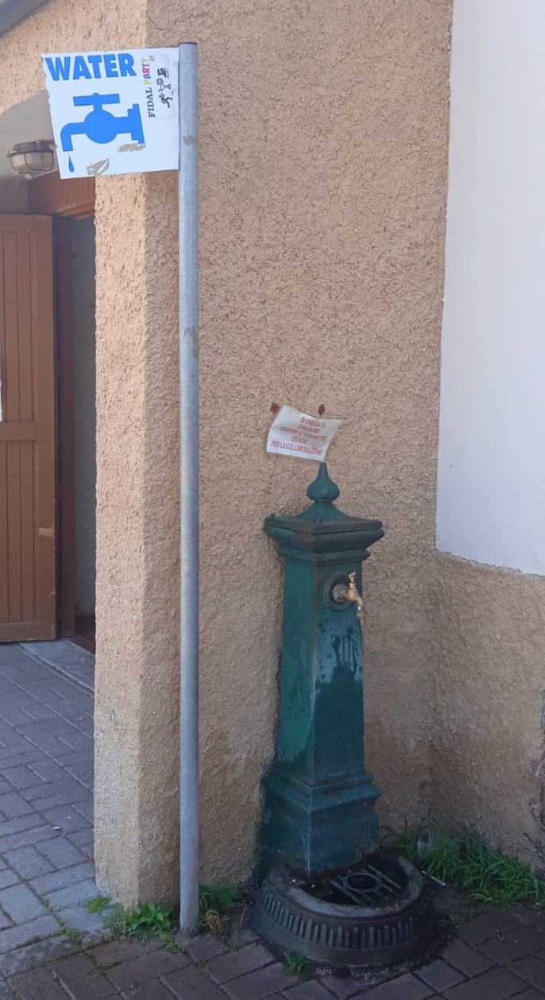 WATER
FIDAL PARTY
SI PREGA DI
CHIUDERE
SEMPRE IL RUBINETTO
GRAZIE
PER LA COLLABORAZIONE